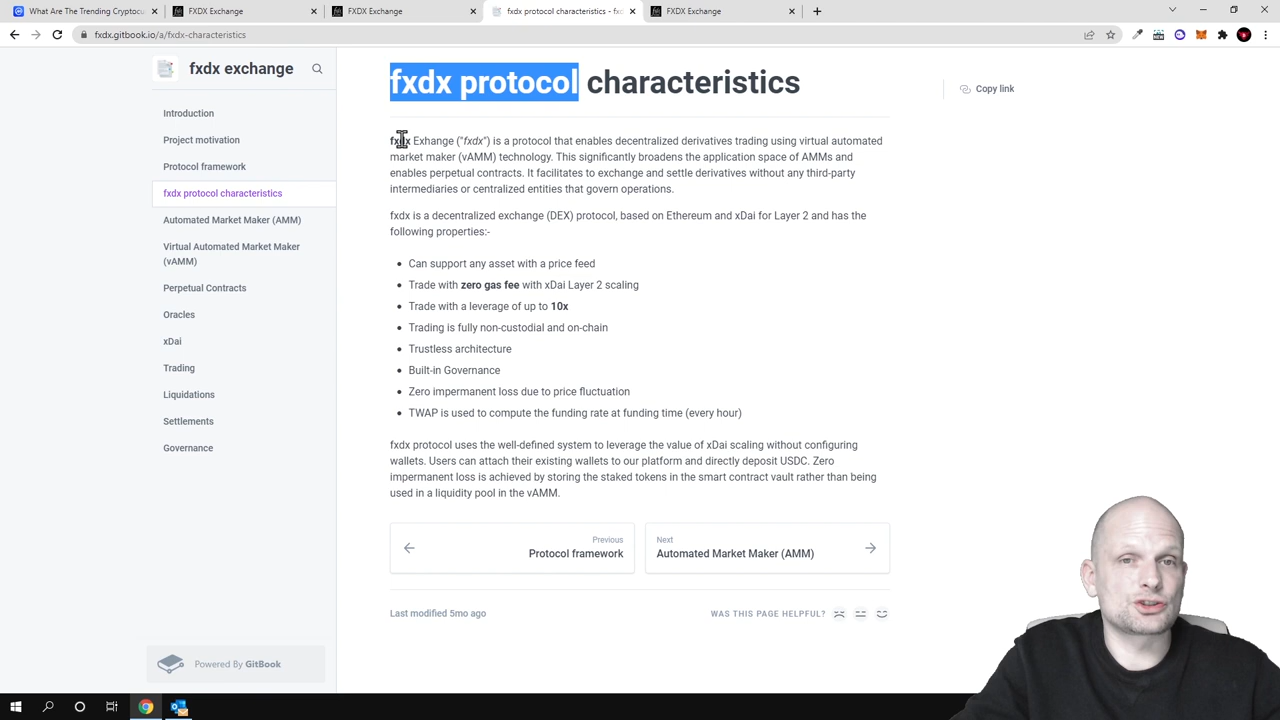 What Are The Trending Cryptocu
FXDX Exchange
FXDX Exchange
fxdx protocol characteristics - fxd
FXDX Exchange
fxdx.gitbook.io/a/fxdx-characteristics
fxdx exchange
Introduction
Project motivation
Protocol framework
fxdx protocol characteristics
Automated Market Maker (AMM)
Virtual Automated Market Maker
(vAMM)
Perpetual Contracts
Oracles
xDai
Trading
Liquidations
Settlements
Governance
Powered By GitBook
fxdx protocol characteristics
Copy link
fxdx Exhange ("fxdx") is a protocol that enables decentralized derivatives trading using virtual automated
market maker (vAMM) technology. This significantly broadens the application space of AMMs and
enables perpetual contracts. It facilitates to exchange and settle derivatives without any third-party
intermediaries or centralized entities that govern operations.
fxdx is a decentralized exchange (DEX) protocol, based on Ethereum and xDai for Layer 2 and has the
following properties:-
• Can support any asset with a price feed
• Trade with zero gas fee with xDai Layer 2 scaling
• Trade with a leverage of up to 10x
• Trading is fully non-custodial and on-chain
• Trustless architecture
• Built-in Governance
• Zero impermanent loss due to price fluctuation
• TWAP is used to compute the funding rate at funding time (every hour)
fxdx protocol uses the well-defined system to leverage the value of xDai scaling without configuring
wallets. Users can attach their existing wallets to our platform and directly deposit USDC. Zero
impermanent loss is achieved by storing the staked tokens in the smart contract vault rather than being
used in a liquidity pool in the vAMM.
Previous
Protocol framework
Next
Automated Market Maker (AMM)
Last modified 5mo ago
WAS THIS PAGE HELPFUL?